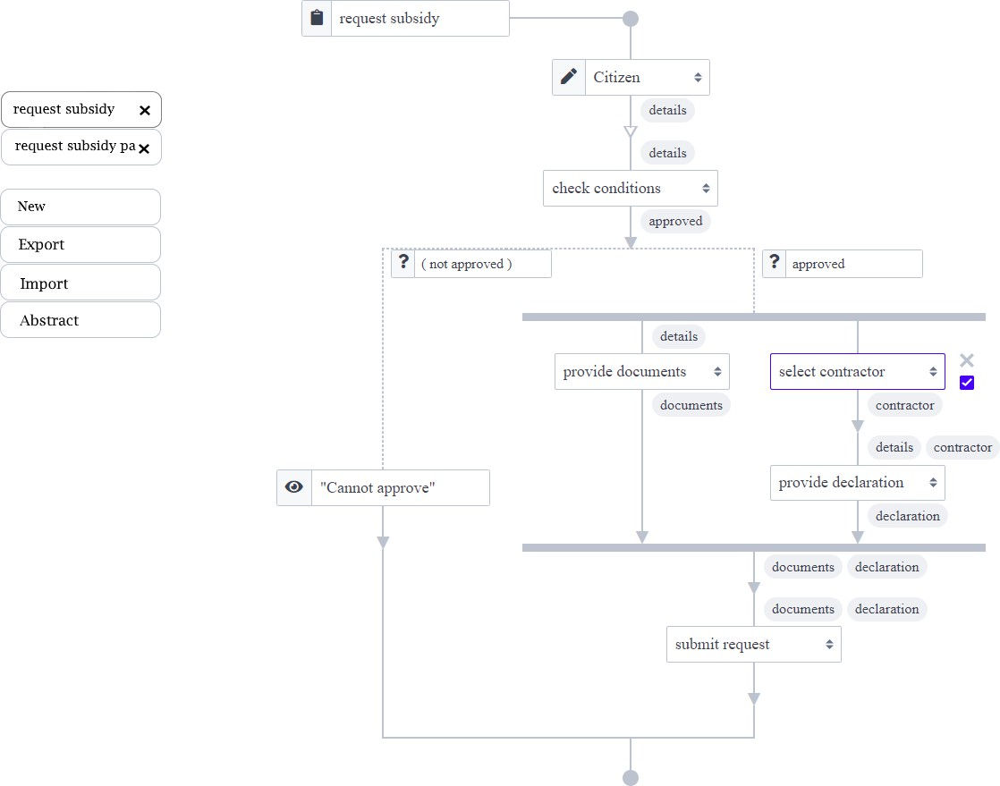 request subsidy
request subsidy
request subsidy pa
New
Export
Import
Abstract
Citizen
details
details
check conditions
approved
? ( not approved )
? approved
details
provide documents
select contractor
documents
contractor
details contractor
"Cannot approve"
provide declaration
declaration
documents declaration
documents declaration
submit request